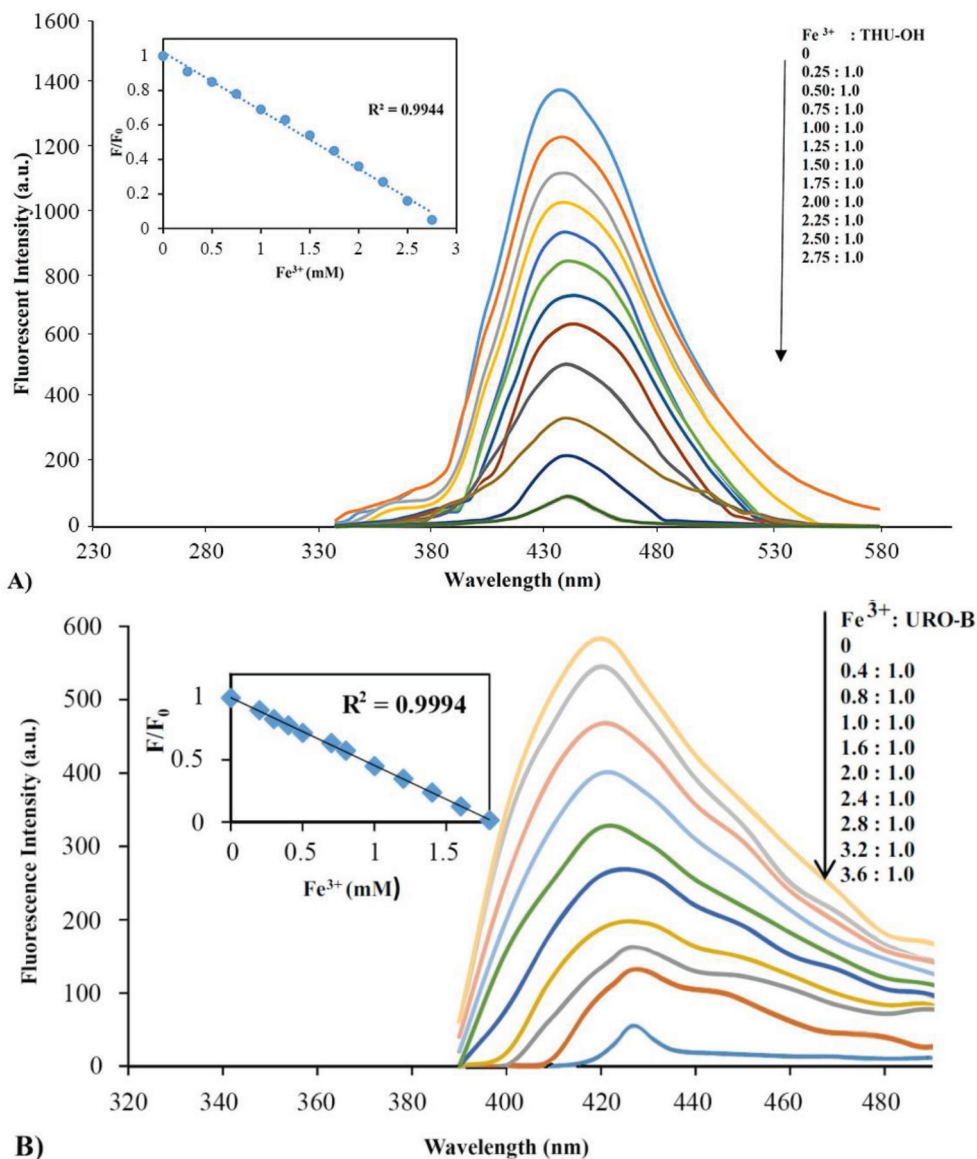 1600
1400
1200
1000
800
600
400
200
0
Fluorescent Intensity (a.u.)
230
280
330
380
430
480
530
580
Wavelength (nm)
A)
1
0.8
0.6
0.4
0.2
0
F/F0
R² = 0.9944
0
0.5
1
1.5
2
2.5
3
Fe³⁺ (mM)
Fe ³⁺ : THU-OH
0
0.25 : 1.0
0.50: 1.0
0.75 : 1.0
1.00 : 1.0
1.25 : 1.0
1.50 : 1.0
1.75 : 1.0
2.00 : 1.0
2.25 : 1.0
2.50 : 1.0
2.75 : 1.0
600
500
400
300
200
100
0
Fluorescence Intensity (a.u.)
320
340
360
380
400
420
440
460
480
Wavelength (nm)
B)
1
0.5
0
F/F0
R² = 0.9994
0
0.5
1
1.5
Fe³⁺ (mM)
Fe 3+ : URO-B
0
0.4 : 1.0
0.8 : 1.0
1.0 : 1.0
1.6 : 1.0
2.0 : 1.0
2.4 : 1.0
2.8 : 1.0
3.2 : 1.0
3.6 : 1.0